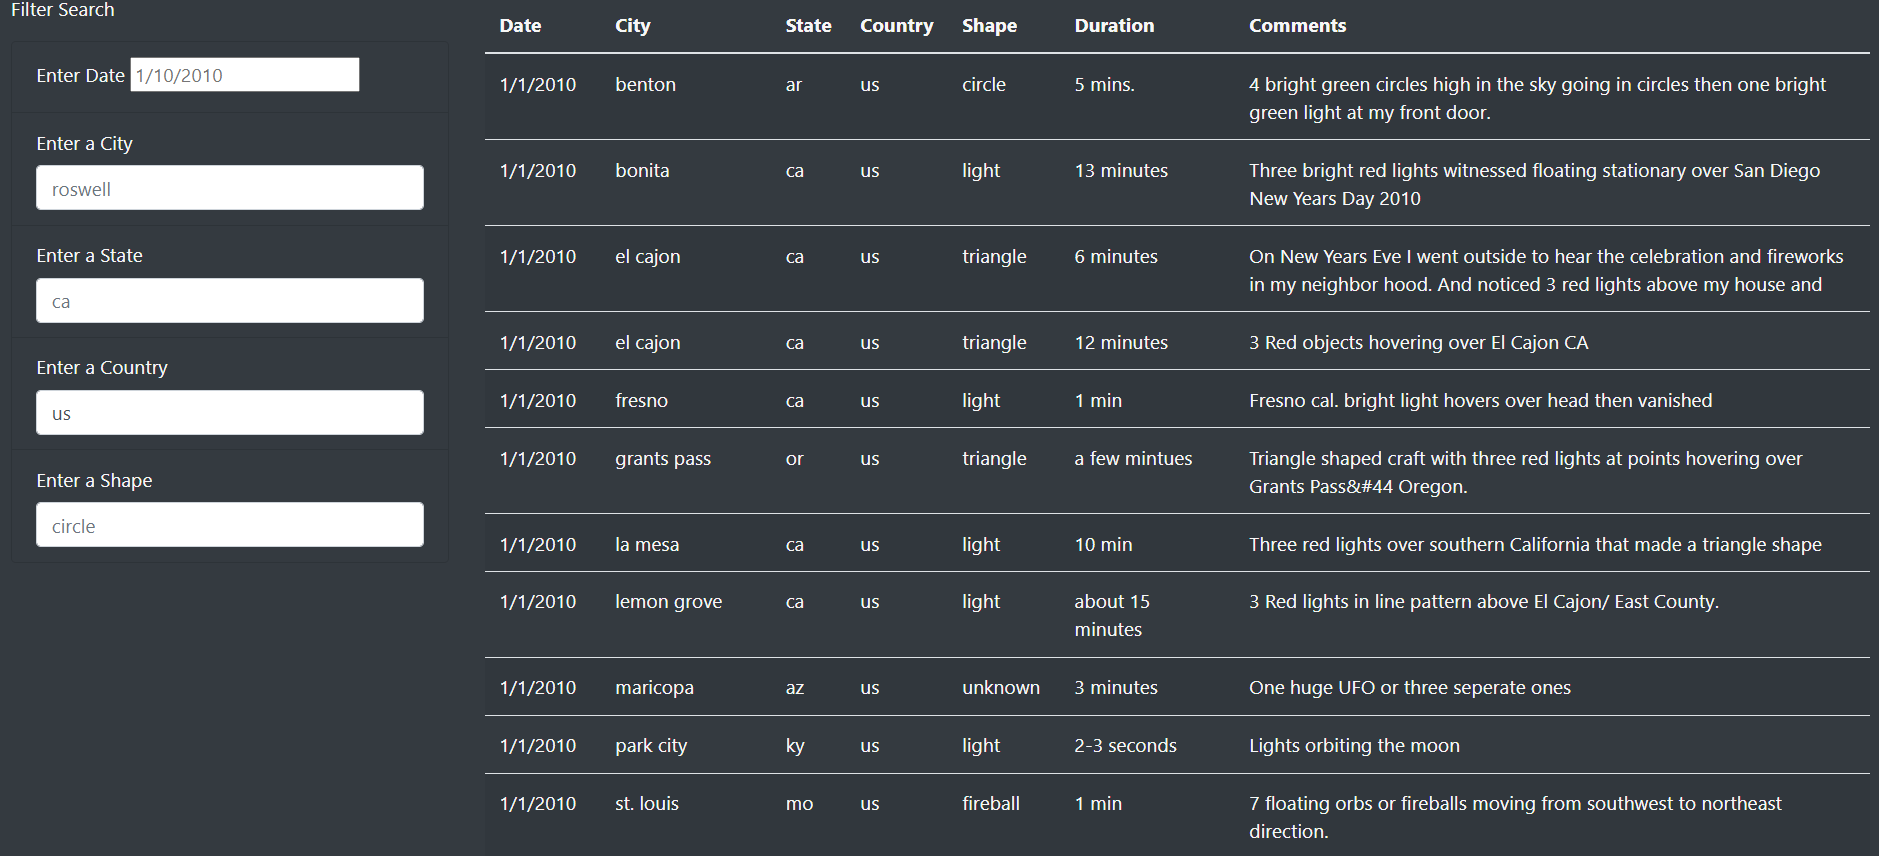 Filter Search
Enter Date 1/10/2010
Enter a City
roswell
Enter a State
ca
Enter a Country
us
Enter a Shape
circle
Date City State Country Shape Duration Comments
1/1/2010 benton ar us circle 5 mins. 4 bright green circles high in the sky going in circles then one bright
green light at my front door.
1/1/2010 bonita ca us light 13 minutes Three bright red lights witnessed floating stationary over San Diego
New Years Day 2010
1/1/2010 el cajon ca us triangle 6 minutes On New Years Eve I went outside to hear the celebration and fireworks
in my neighbor hood. And noticed 3 red lights above my house and
1/1/2010 el cajon ca us triangle 12 minutes 3 Red objects hovering over El Cajon CA
1/1/2010 fresno ca us light 1 min Fresno cal. bright light hovers over head then vanished
1/1/2010 grants pass or us triangle a few mintues Triangle shaped craft with three red lights at points hovering over
Grants Pass&#44 Oregon.
1/1/2010 la mesa ca us light 10 min Three red lights over southern California that made a triangle shape
1/1/2010 lemon grove ca us light about 15 3 Red lights in line pattern above El Cajon/ East County.
minutes
1/1/2010 maricopa az us unknown 3 minutes One huge UFO or three seperate ones
1/1/2010 park city ky us light 2-3 seconds Lights orbiting the moon
1/1/2010 st. louis mo us fireball 1 min 7 floating orbs or fireballs moving from southwest to northeast
direction.